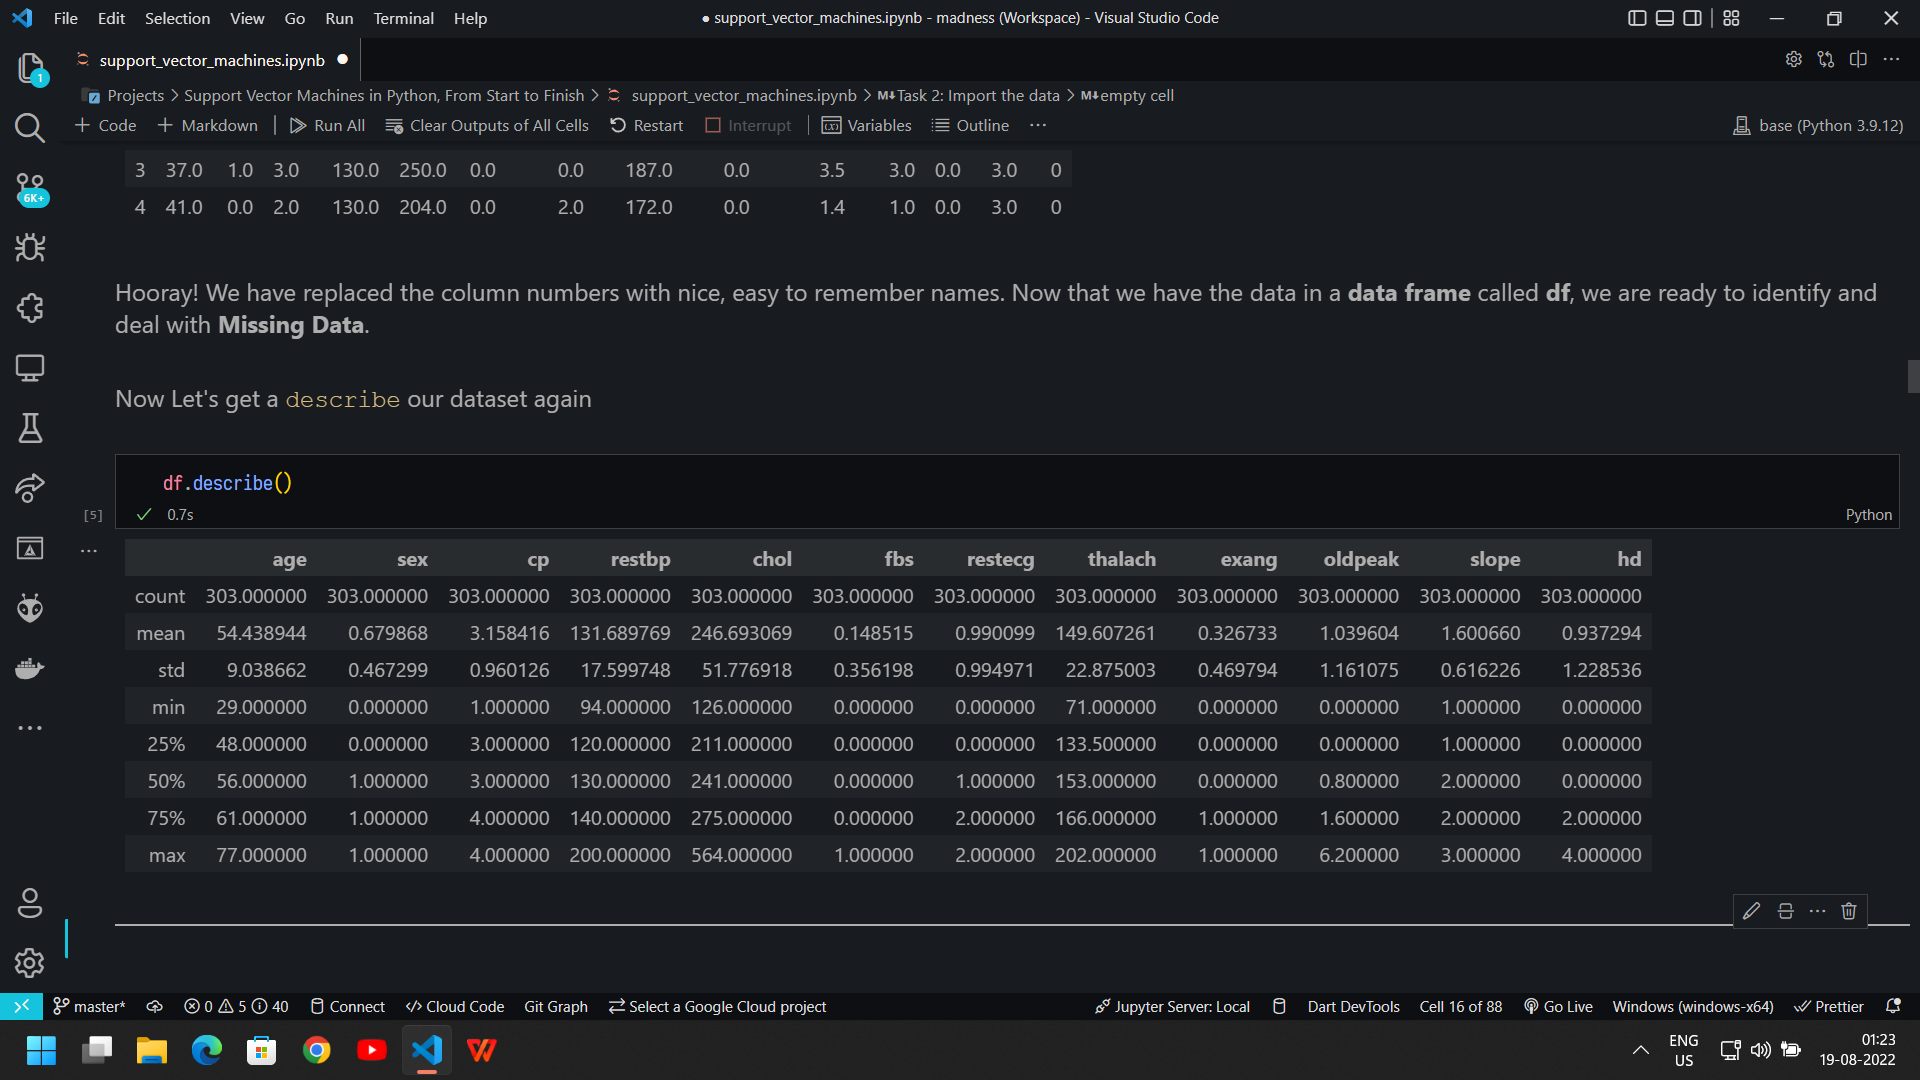 File Edit Selection View Go Run Terminal Help
● support_vector_machines.ipynb - madness (Workspace) - Visual Studio Code
1
support_vector_machines.ipynb ●
Projects > Support Vector Machines in Python, From Start to Finish > support_vector_machines.ipynb > M↓Task 2: Import the data > M↓empty cell
+ Code + Markdown | Run All Clear Outputs of All Cells Restart Interrupt | Variables Outline ···
base (Python 3.9.12)
6K+
3 37.0 1.0 3.0 130.0 250.0 0.0 0.0 187.0 0.0 3.5 3.0 0.0 3.0 0
4 41.0 0.0 2.0 130.0 204.0 0.0 2.0 172.0 0.0 1.4 1.0 0.0 3.0 0
Hooray! We have replaced the column numbers with nice, easy to remember names. Now that we have the data in a data frame called df, we are ready to identify and
deal with Missing Data.
Now Let's get a describe our dataset again
df.describe()
[5] ✓ 0.7s Python
age sex cp restbp chol fbs restecg thalach exang oldpeak slope hd
count 303.000000 303.000000 303.000000 303.000000 303.000000 303.000000 303.000000 303.000000 303.000000 303.000000 303.000000 303.000000
mean 54.438944 0.679868 3.158416 131.689769 246.693069 0.148515 0.990099 149.607261 0.326733 1.039604 1.600660 0.937294
std 9.038662 0.467299 0.960126 17.599748 51.776918 0.356198 0.994971 22.875003 0.469794 1.161075 0.616226 1.228536
min 29.000000 0.000000 1.000000 94.000000 126.000000 0.000000 0.000000 71.000000 0.000000 0.000000 1.000000 0.000000
25% 48.000000 0.000000 3.000000 120.000000 211.000000 0.000000 0.000000 133.500000 0.000000 0.000000 1.000000 0.000000
50% 56.000000 1.000000 3.000000 130.000000 241.000000 0.000000 1.000000 153.000000 0.000000 0.800000 2.000000 0.000000
75% 61.000000 1.000000 4.000000 140.000000 275.000000 0.000000 2.000000 166.000000 1.000000 1.600000 2.000000 2.000000
max 77.000000 1.000000 4.000000 200.000000 564.000000 1.000000 2.000000 202.000000 1.000000 6.200000 3.000000 4.000000
master* 0 5 40 Connect Cloud Code Git Graph Select a Google Cloud project
Jupyter Server: Local Dart DevTools Cell 16 of 88 Go Live Windows (windows-x64) Prettier
ENG
US
01:23
19-08-2022